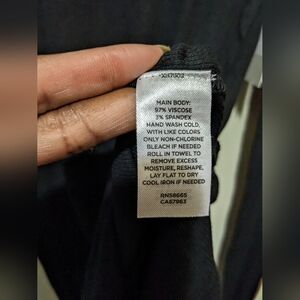 MAIN BODY:
97% VISCOSE
3% SPANDEX
HAND WASH COLD,
WITH LIKE COLORS
ONLY NON-CHLORINE
BLEACH IF NEEDED
ROLL IN TOWEL TO
REMOVE EXCESS
MOISTURE, RESHAPE,
LAY FLAT TO DRY
COOL IRON IF NEEDED
RN58665
CA57963